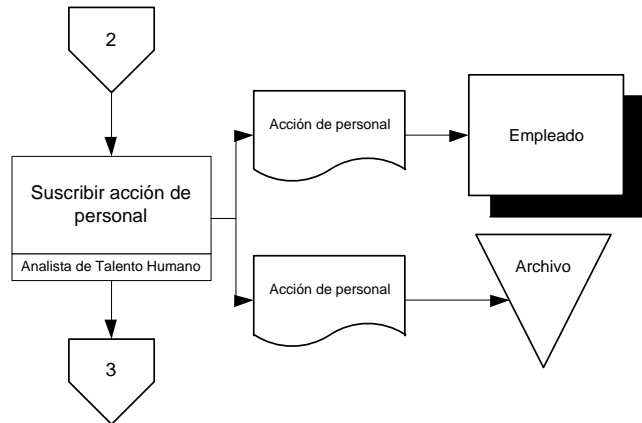 2
Suscribir acción de
personal
Analista de Talento Humano
3
Acción de personal
Empleado
Acción de personal
Archivo